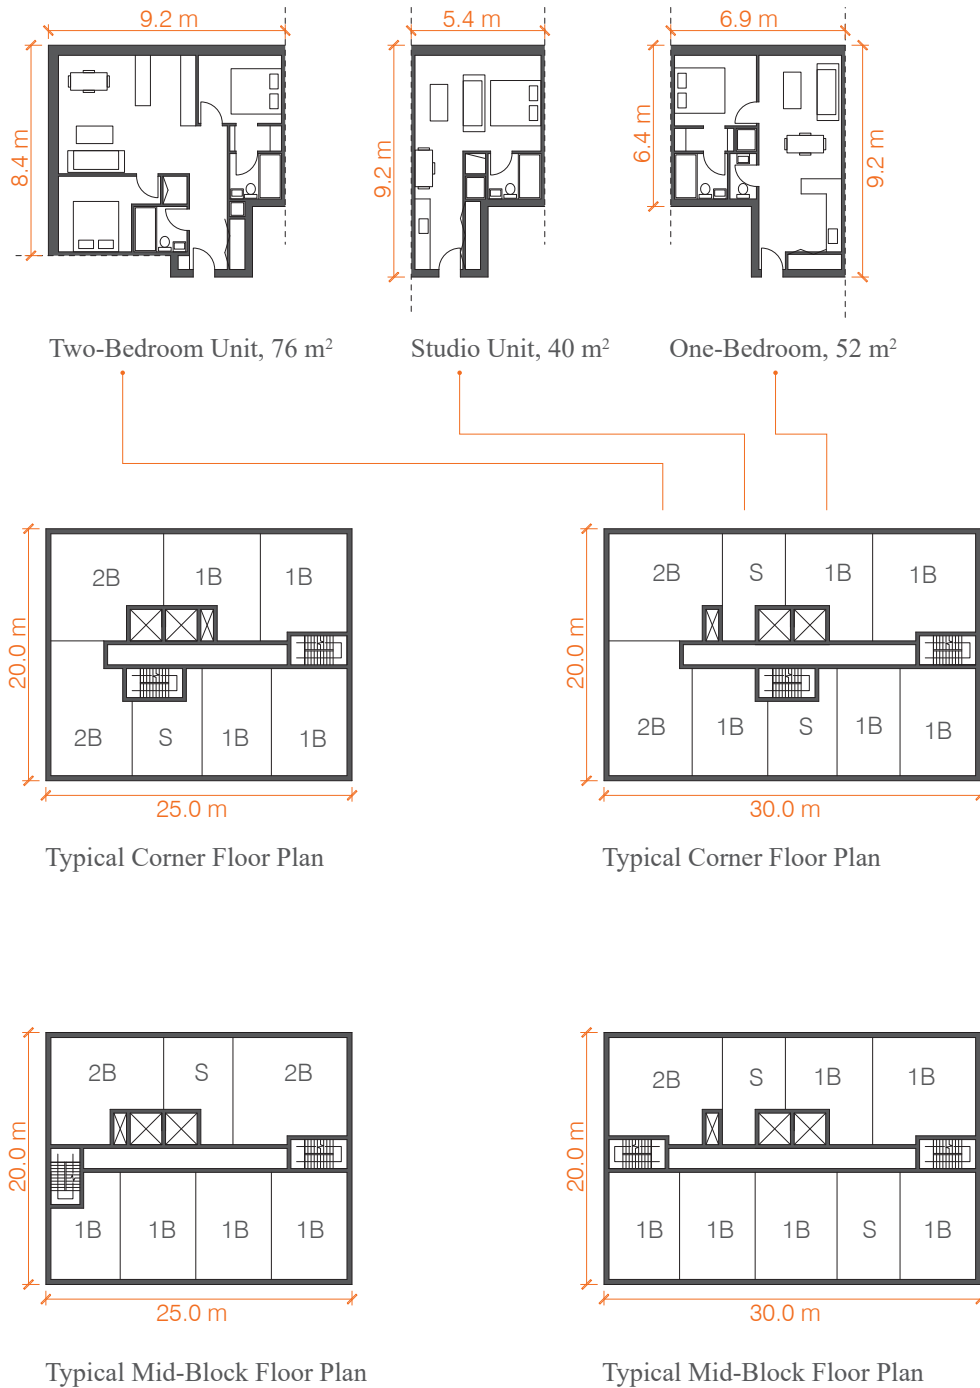 9.2 m
5.4 m
6.9 m
8.4 m
9.2 m
6.4 m
9.2 m
Two-Bedroom Unit, 76 m²
Studio Unit, 40 m²
One-Bedroom, 52 m²
20.0 m
2B
1B
1B
2B
S
1B
1B
25.0 m
Typical Corner Floor Plan
20.0 m
2B
S
1B
1B
2B
1B
S
1B
1B
30.0 m
Typical Corner Floor Plan
20.0 m
2B
S
2B
1B
1B
1B
1B
25.0 m
Typical Mid-Block Floor Plan
20.0 m
2B
S
1B
1B
1B
1B
1B
S
1B
30.0 m
Typical Mid-Block Floor Plan